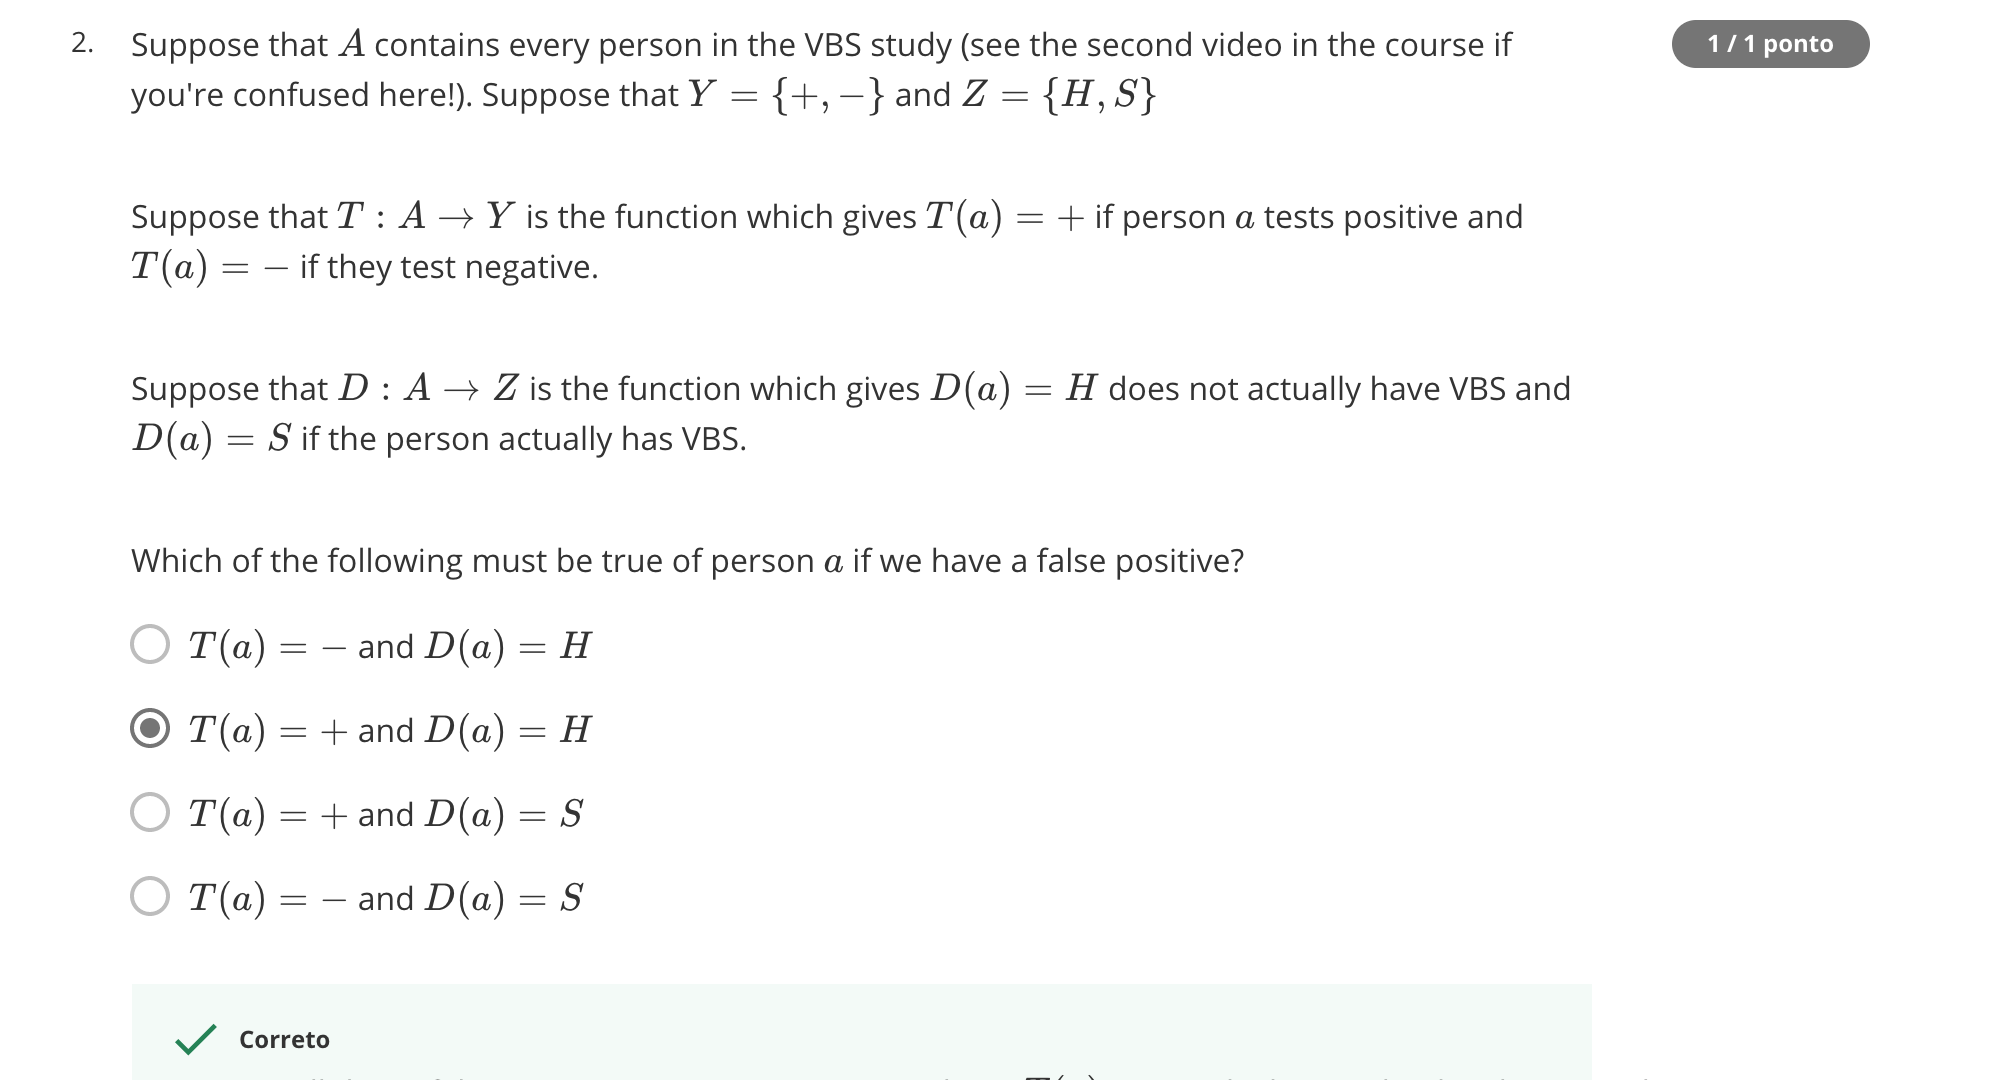 2. Suppose that A contains every person in the VBS study (see the second video in the course if
1 / 1 ponto
you're confused here!). Suppose that Y = {+, −} and Z = {H, S}
Suppose that T : A → Y is the function which gives T(a) = + if person a tests positive and
T(a) = − if they test negative.
Suppose that D : A → Z is the function which gives D(a) = H does not actually have VBS and
D(a) = S if the person actually has VBS.
Which of the following must be true of person a if we have a false positive?
T(a) = − and D(a) = H
T(a) = + and D(a) = H
T(a) = + and D(a) = S
T(a) = − and D(a) = S
Correto